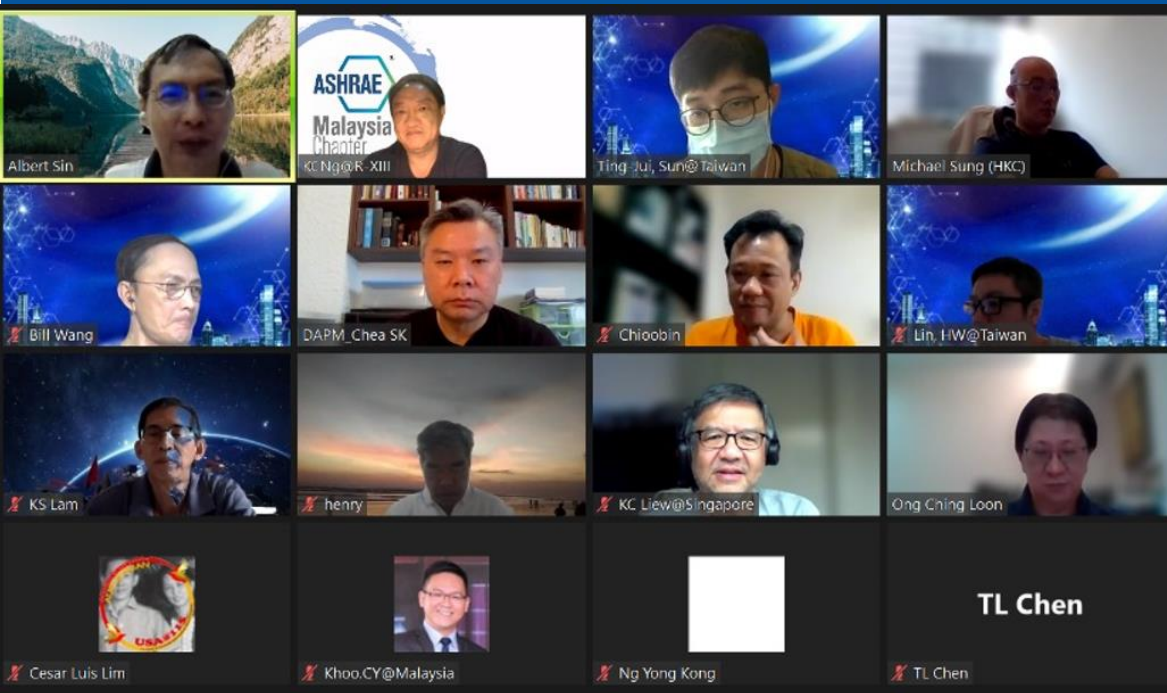 ASHRAE
Malaysia
Chapter
Albert Sin
KC Ng@R-XIII
Ting-Jui, Sun@Taiwan
Michael Sung (HKC)
Bill Wang
DAPM_Chea SK
Chioobin
Lin, HW@Taiwan
KS Lam
henry
KC Liew@Singapore
Ong Ching Loon
USA#115
TL Chen
Cesar Luis Lim
Khoo.CY@Malaysia
Ng Yong Kong
TL Chen